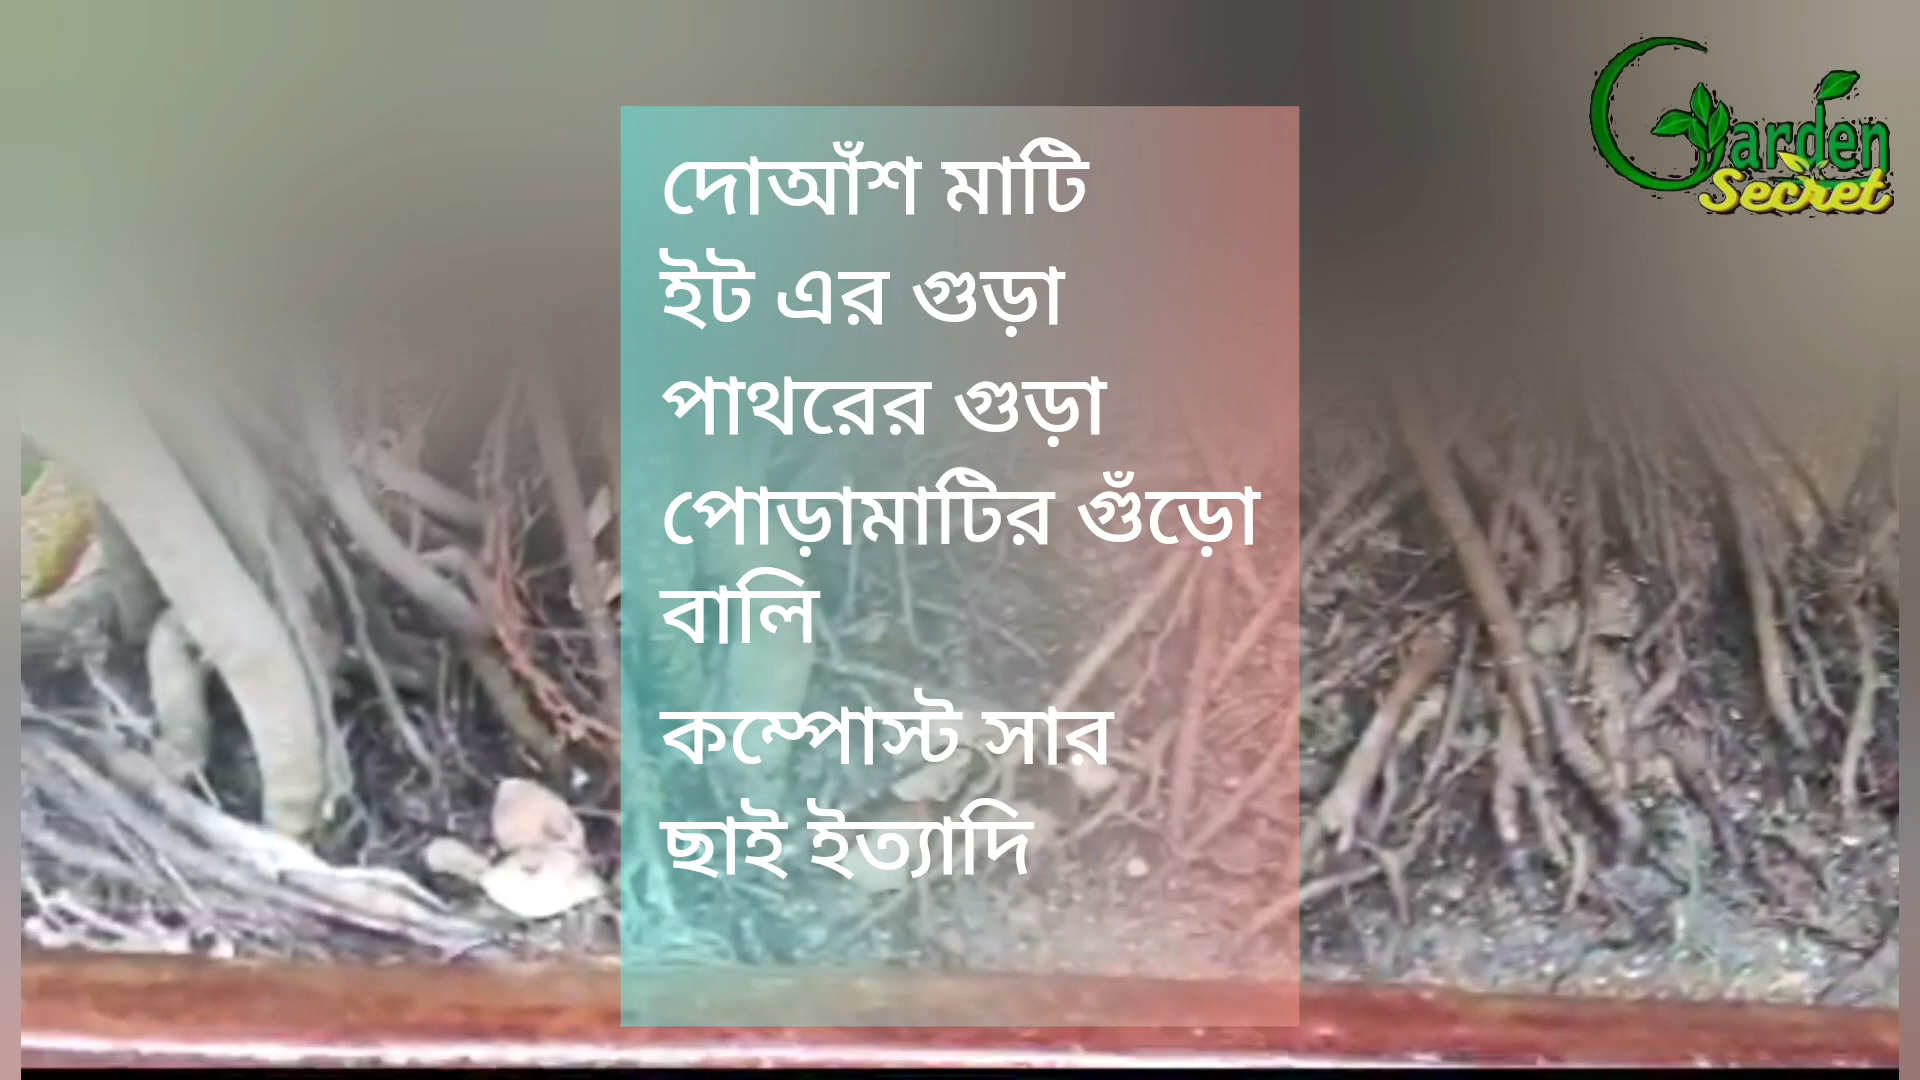 দোআঁশ মাটি
ইট এর গুড়া
পাথরের গুড়া
পোড়ামাটির গুঁড়ো
বালি
কম্পোস্ট সার
ছাই ইত্যাদি
Garden
Secret